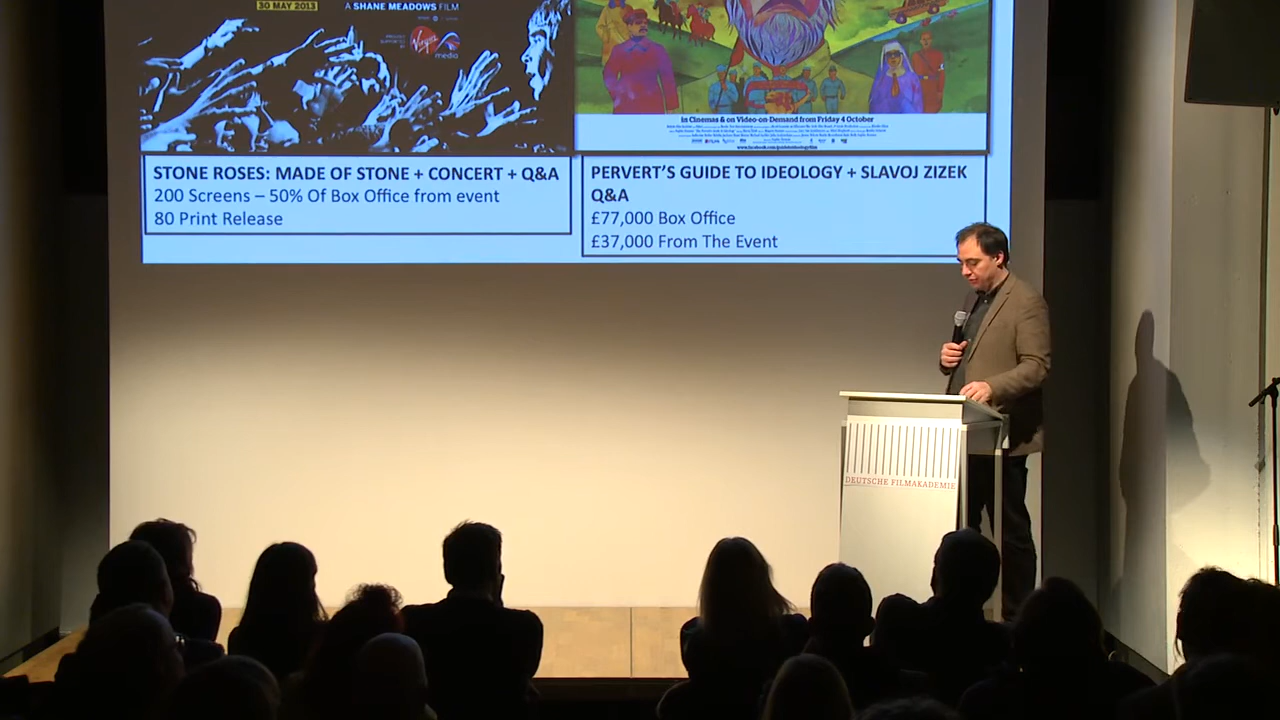 30 MAY 2013
A SHANE MEADOWS FILM
Virgin
media
in Cinemas & on Video-on-Demand from Friday 4 October
STONE ROSES: MADE OF STONE + CONCERT + Q&A
200 Screens – 50% Of Box Office from event
80 Print Release
PERVERT'S GUIDE TO IDEOLOGY + SLAVOJ ZIZEK
Q&A
£77,000 Box Office
£37,000 From The Event
DEUTSCHE FILMAKADEMIE